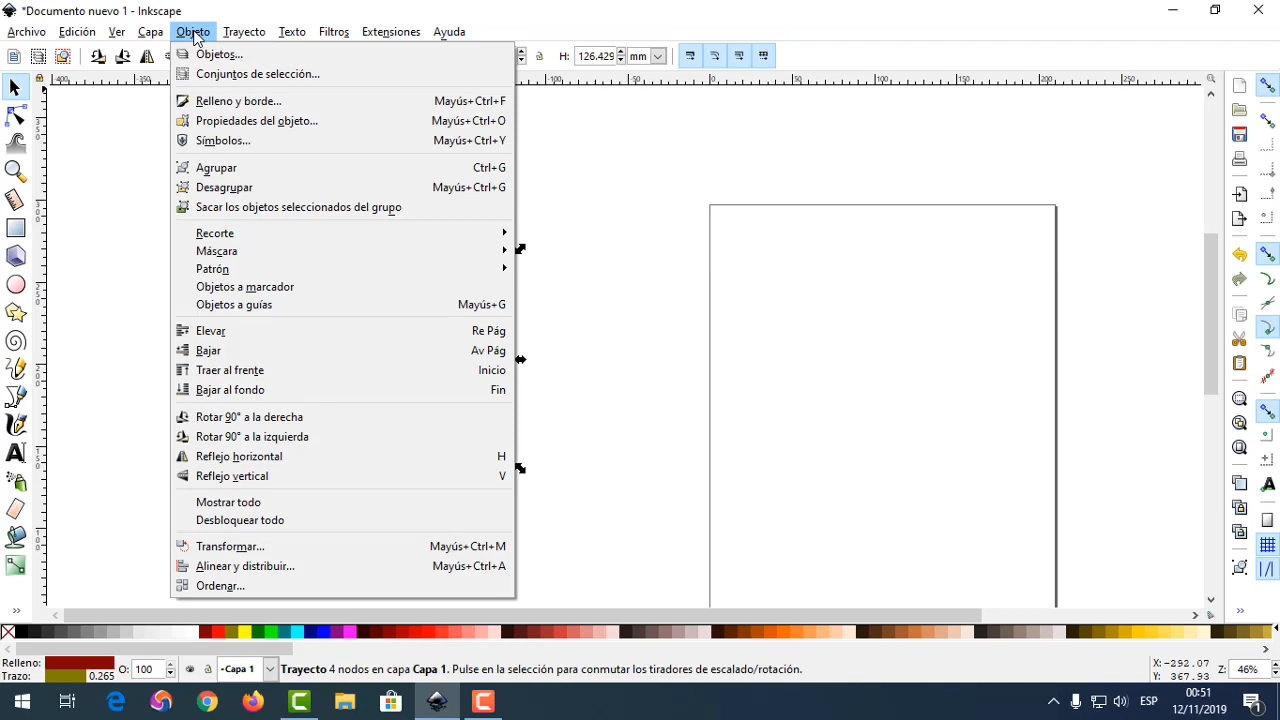 *Documento nuevo 1 - Inkscape
Archivo Edición Ver Capa Objeto Trayecto Texto Filtros Extensiones Ayuda
H: 126.429 mm
Objetos...
Conjuntos de selección...
Relleno y borde... Mayús+Ctrl+F
Propiedades del objeto... Mayús+Ctrl+O
Símbolos... Mayús+Ctrl+Y
Agrupar Ctrl+G
Desagrupar Mayús+Ctrl+G
Sacar los objetos seleccionados del grupo
Recorte
Máscara
Patrón
Objetos a marcador
Objetos a guías Mayús+G
Elevar Re Pág
Bajar Av Pág
Traer al frente Inicio
Bajar al fondo Fin
Rotar 90° a la derecha
Rotar 90° a la izquierda
Reflejo horizontal H
Reflejo vertical V
Mostrar todo
Desbloquear todo
Transformar... Mayús+Ctrl+M
Alinear y distribuir... Mayús+Ctrl+A
Ordenar...
Relleno:
Trazo: 0.265
O: 100
Capa 1
Trayecto 4 nodos en capa Capa 1. Pulse en la selección para conmutar los tiradores de escalado/rotación.
X: -292.07
Y: 367.93
Z: 46%
ESP
00:51
12/11/2019